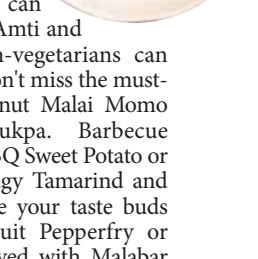 can
Amti and
n-vegetarians can
n't miss the must-
nut Malai Momo
ukpa. Barbecue
Q Sweet Potato or
gy Tamarind and
e your taste buds
uit Pepperfry or
ved with Malabar